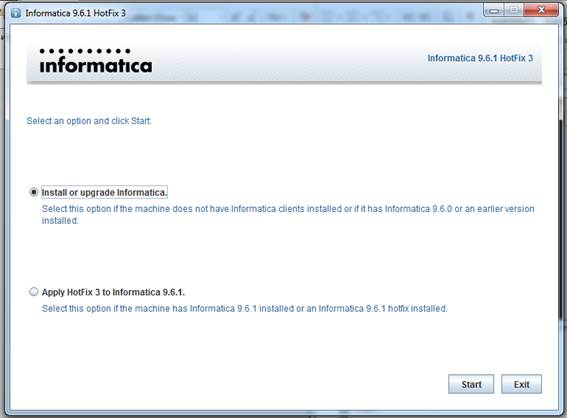 Informatica 9.6.1 HotFix 3
informatica
Informatica 9.6.1 HotFix 3
Select an option and click Start:
Install or upgrade Informatica.
Select this option if the machine does not have Informatica clients installed or if it has Informatica 9.6.0 or an earlier version
installed.
Apply HotFix 3 to Informatica 9.6.1.
Select this option if the machine has Informatica 9.6.1 installed or an Informatica 9.6.1 hotfix installed.
Start Exit